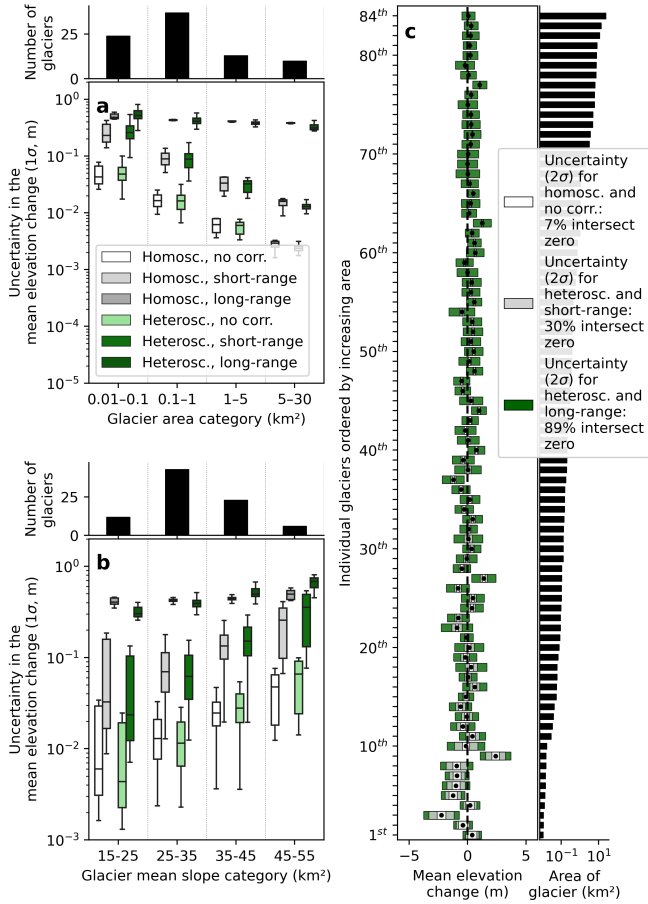 Number of
glaciers
25
0
a
Uncertainty in the
mean elevation change (1σ, m)
10⁰
10⁻¹
10⁻²
10⁻³
10⁻⁴
10⁻⁵
Homosc., no corr.
Homosc., short-range
Homosc., long-range
Heterosc., no corr.
Heterosc., short-range
Heterosc., long-range
0.01–0.1 0.1–1 1–5 5–30
Glacier area category (km²)
Number of
glaciers
25
0
b
Uncertainty in the
mean elevation change (1σ, m)
10⁰
10⁻¹
10⁻²
10⁻³
15-25 25-35 35-45 45-55
Glacier mean slope category (km²)
c
Individual glaciers ordered by increasing area
84ᵗʰ
80ᵗʰ
70ᵗʰ
60ᵗʰ
50ᵗʰ
40ᵗʰ
30ᵗʰ
20ᵗʰ
10ᵗʰ
1ˢᵗ
Uncertainty
(2σ) for
homosc. and
no corr.:
7% intersect
zero
Uncertainty
(2σ) for
heterosc. and
short-range:
30% intersect
zero
Uncertainty
(2σ) for
heterosc. and
long-range:
89% intersect
zero
−5 0 5
Mean elevation
change (m)
10⁻¹ 10¹
Area of
glacier (km²)